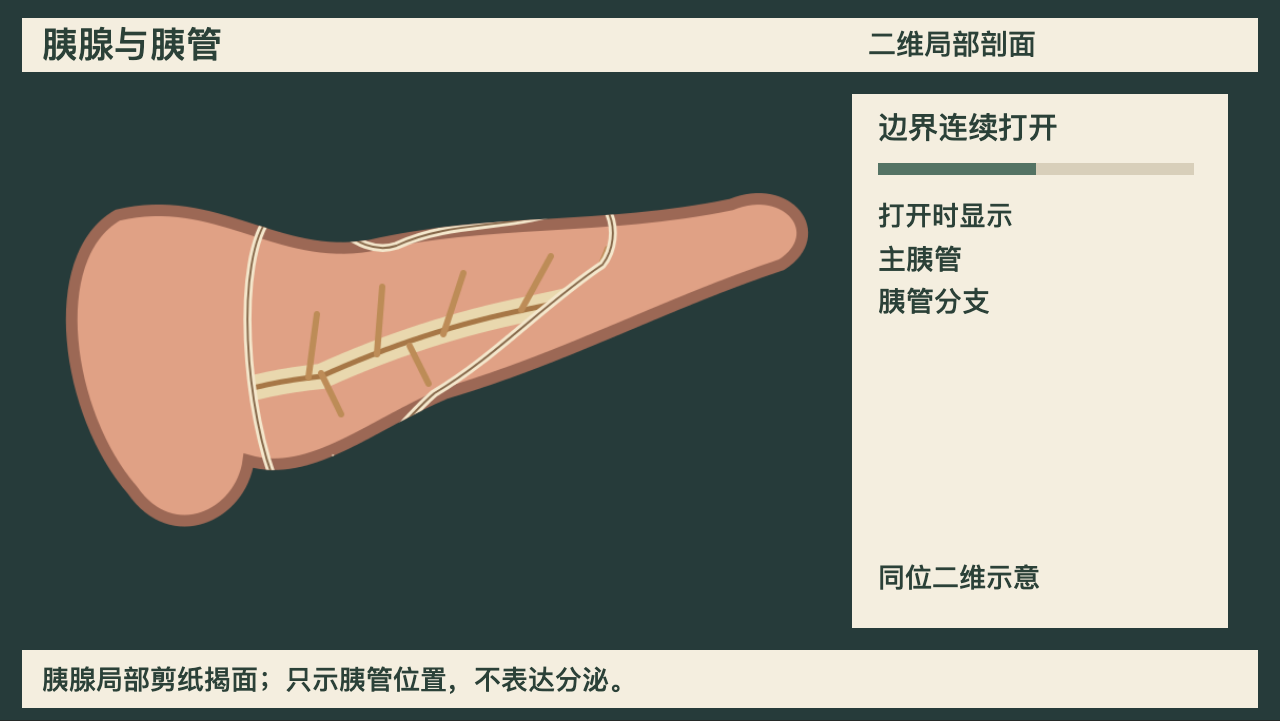 胰腺与胰管
二维局部剖面
边界连续打开
打开时显示
主胰管
胰管分支
同位二维示意
胰腺局部剪纸揭面；只示胰管位置，不表达分泌。